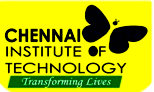 CHENNAI
INSTITUTE OF
TECHNOLOGY
Transforming Lives